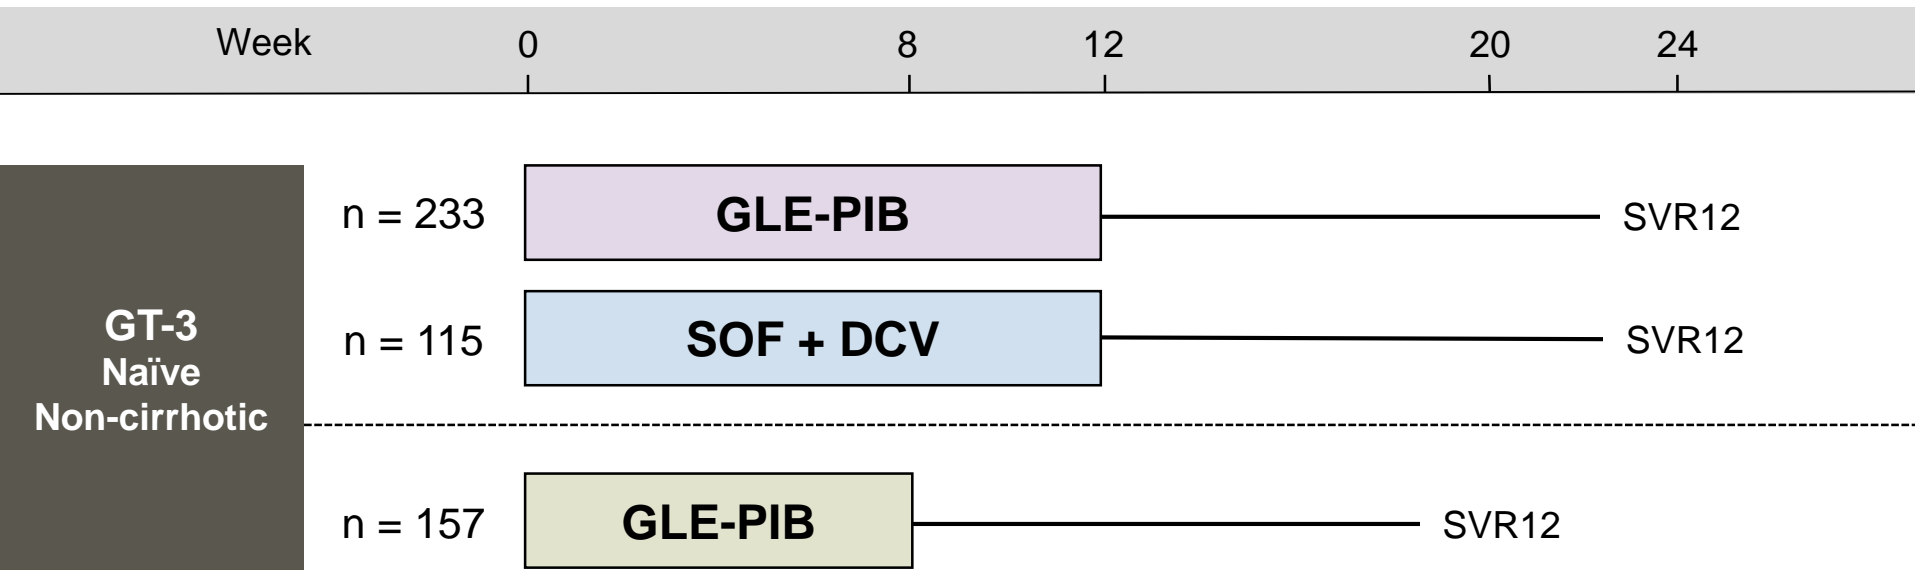 Week 0 8 12 20 24
n = 233 GLE-PIB SVR12
GT-3
Naïve
Non-cirrhotic
n = 115 SOF + DCV SVR12
n = 157 GLE-PIB SVR12